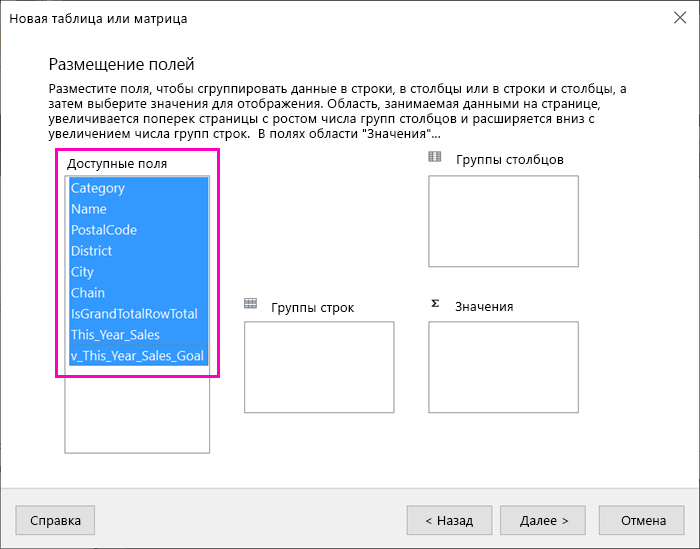 Новая таблица или матрица
Размещение полей
Разместите поля, чтобы сгруппировать данные в строки, в столбцы или в строки и столбцы, а
затем выберите значения для отображения. Область, занимаемая данными на странице,
увеличивается поперек страницы с ростом числа групп столбцов и расширяется вниз с
увеличением числа групп строк. В полях области "Значения"...
Доступные поля
Category
Name
PostalCode
District
City
Chain
IsGrandTotalRowTotal
This_Year_Sales
v_This_Year_Sales_Goal
Группы столбцов
Группы строк
Σ Значения
Справка
< Назад
Далее >
Отмена